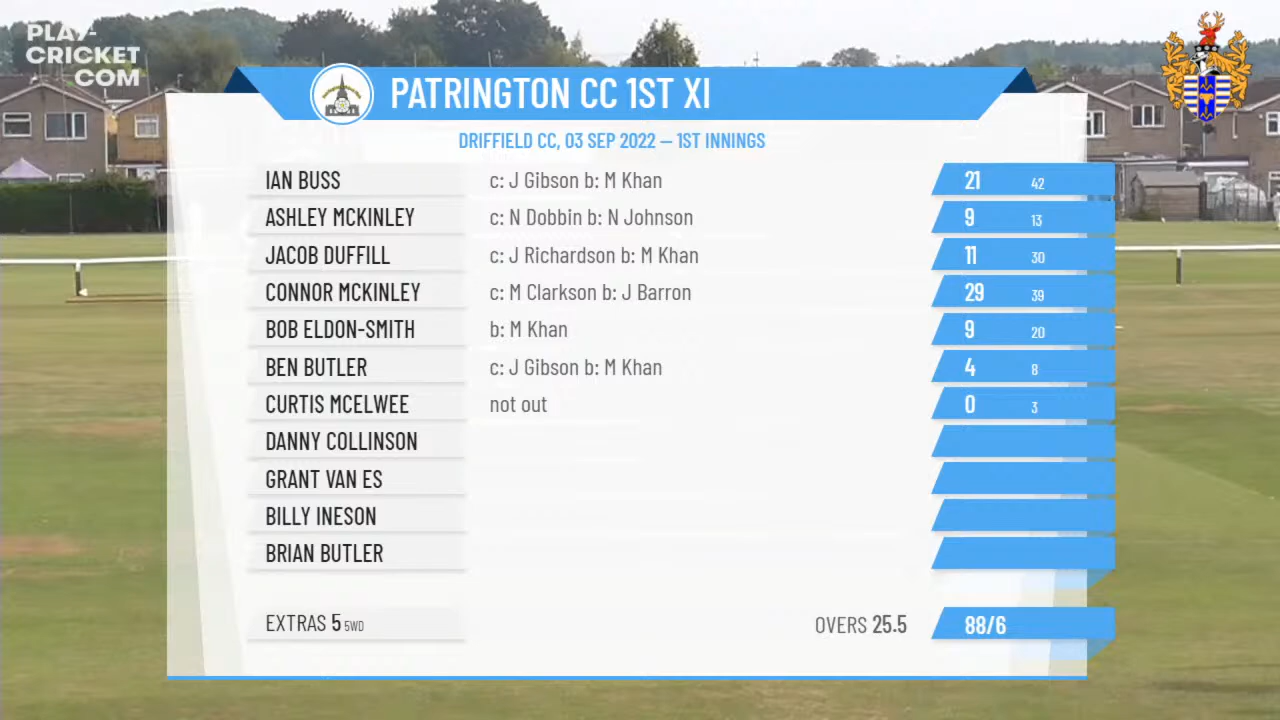 PLAY-
CRICKET
COM
PATRINGTON CC 1ST XI
DRIFFIELD CC, 03 SEP 2022 – 1ST INNINGS
IAN BUSS c: J Gibson b: M Khan 21 42
ASHLEY MCKINLEY c: N Dobbin b: N Johnson 9 13
JACOB DUFFILL c: J Richardson b: M Khan 11 30
CONNOR MCKINLEY c: M Clarkson b: J Barron 29 39
BOB ELDON-SMITH b: M Khan 9 20
BEN BUTLER c: J Gibson b: M Khan 4 8
CURTIS MCELWEE not out 0 3
DANNY COLLINSON
GRANT VAN ES
BILLY INESON
BRIAN BUTLER
EXTRAS 5 5WD OVERS 25.5 88/6